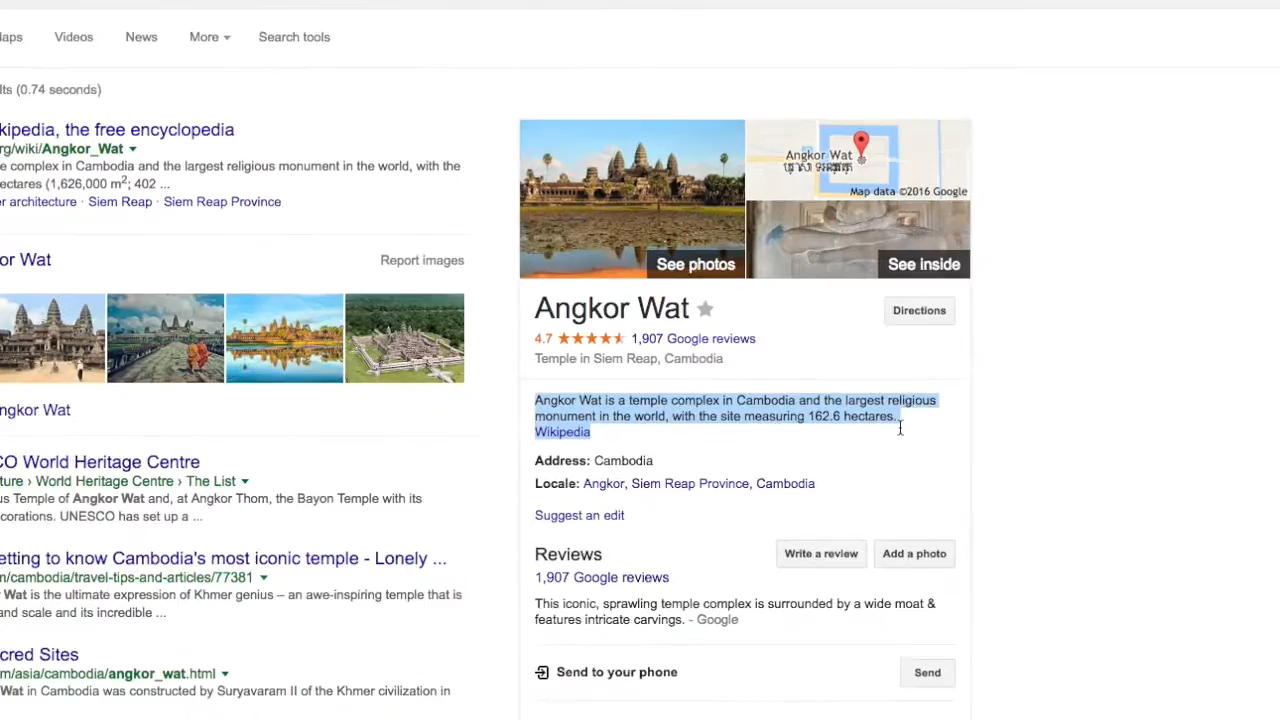 laps Videos News More Search tools
lts (0.74 seconds)
kipedia, the free encyclopedia
rg/wiki/Angkor_Wat
e complex in Cambodia and the largest religious monument in the world, with the
ectares (1,626,000 m²; 402 ...
er architecture · Siem Reap · Siem Reap Province
or Wat
Report images
ngkor Wat
CO World Heritage Centre
ture › World Heritage Centre › The List
us Temple of Angkor Wat and, at Angkor Thom, the Bayon Temple with its
corations. UNESCO has set up a ...
etting to know Cambodia's most iconic temple - Lonely ...
n/cambodia/travel-tips-and-articles/77381
r Wat is the ultimate expression of Khmer genius – an awe-inspiring temple that is
and scale and its incredible ...
cred Sites
m/asia/cambodia/angkor_wat.html
Wat in Cambodia was constructed by Suryavaram II of the Khmer civilization in
Angkor Wat
Map data ©2016 Google
See photos
See inside
Angkor Wat
Directions
4.7 1,907 Google reviews
Temple in Siem Reap, Cambodia
Angkor Wat is a temple complex in Cambodia and the largest religious
monument in the world, with the site measuring 162.6 hectares..
Wikipedia
Address: Cambodia
Locale: Angkor, Siem Reap Province, Cambodia
Suggest an edit
Reviews
Write a review
Add a photo
1,907 Google reviews
This iconic, sprawling temple complex is surrounded by a wide moat &
features intricate carvings. - Google
Send to your phone
Send